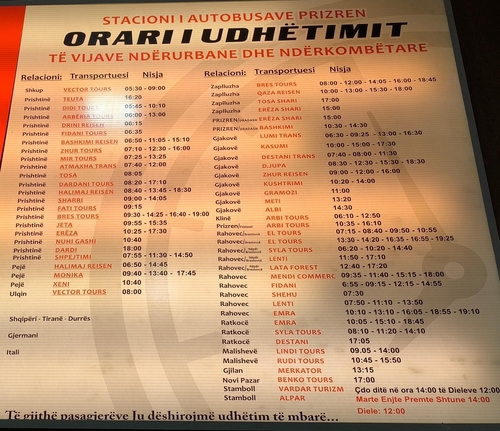 STACIONI I AUTOBUSAVE PRIZREN
ORARI I UDHËTIMIT
TË VIJAVE NDËRURBANE DHE NDËRKOMBËTARE
Relacioni: Transportuesi Nisja
Shkup VECTOR TOURS 05:30 - 09:00
Prishtinë TEUTA 16:20
Prishtinë DIDI TOURS 05:45 - 10:10
Prishtinë ARBËRIA TOURS 06:00 - 13:00
Prishtinë DRINI REISEN 06:15
Prishtinë FIDANI TOURS 06:35
Prishtinë BASHKIMI REISEN 06:50 - 11:05 - 15:10
Prishtinë ZHUR TOURS 07:10 - 12:30 - 16:00
Prishtinë MIR TOURS 07:25 - 13:25
Prishtinë ATMAKHA TRANS 07:40 - 12:00
Prishtinë TOSA 08:05
Prishtinë DARDANI TOURS 08:20 - 17:10
Prishtinë HALIMAJ REISEN 08:40 - 13:45 - 18:30
Prishtinë SHARRI 09:00 - 14:05
Prishtinë FATI TOURS 09:15
Prishtinë BRES TOURS 09:30 - 14:25 - 16:40 - 19:00
Prishtinë JETA 09:55 - 15:35
Prishtinë ERËZA 10:25 - 17:30
Prishtinë NUHI GASHI 10:40
Prishtinë DARDI 18:00
Prishtinë SHPEJTIMI 07:55 - 11:30 - 14:50
Pejë HALIMAJ REISEN 06:50 - 14:45
Pejë MONIKA 09:40 - 13:40 - 17:45
Pejë XENI 10:40
Ulqin VECTOR TOURS 08:00
Shqipëri - Tiranë - Durrës
Gjermani
Itali
Relacioni: Transportuesi Nisja
Zaplluzha BRES TOURS 08:00 - 12:00 - 14:05 - 16:00 - 18:45
Zaplluzha QAZA REISEN 10:00 - 13:00 - 15:30 - 18:00
Zaplluzha TOSA SHARI 17:00
Zaplluzha ERËZA SHARI 15:00
PRIZREN ERËZA SHARI 15:00
PRIZREN BASHKIMI 10:30 - 14:30
Gjakovë LUMI TRANS 06:30 - 09:25 - 13:00 - 16:30
Gjakovë KASUMI 10:00 - 15:00 - 17:30
Gjakovë DESTANI TRANS 07:40 - 08:00 - 11:30
Gjakovë D.JUPA 08:30 - 12:30 - 15:30 - 18:30
Gjakovë ZHUR REISEN 09:00 - 12:00 - 16:00
Gjakovë KUSHTRIMI 10:20 - 14:00
Gjakovë GRAMOZI 11:00
Gjakovë METI 13:20
Gjakovë ALBI 14:30
Klinë ARBI TOURS 06:10 - 12:50
Prizren ARBI TOURS 10:35 - 16:10
Rahovec EL TOURS 07:15 - 08:40 - 09:50 - 10:55
Rahovec EL TOURS 13:30 - 14:20 - 16:35 - 16:55 - 19:25
Rahovec SYLA TOURS 06:20 - 10:20 - 14:40
Rahovec LENTI 11:50 - 17:10
Rahovec LATA FOREST 12:40 - 17:20
Rahovec MENDI COMMERC 09:35 - 11:40 - 15:15 - 18:00
Rahovec FIDANI 6:55 - 09:15 - 12:15 - 14:55
Rahovec SHEHU 07:30
Rahovec LENTI 07:50 - 11:10 - 13:50
Rahovec EMRA 10:10 - 13:10 - 16:05 - 18:55 - 19:10
Ratkocë EMRA 10:05 - 15:10 - 18:45
Ratkocë SYLA TOURS 08:10 - 11:20 - 14:10
Ratkocë DESTANI 17:05
Malishevë LINDI TOURS 09.05 - 14:00
Malishevë RUDI TOURS 10:45 - 15:50
Gjilan MERKATOR 13:15
Novi Pazar BENKO TOURS 17:00
Stamboll VARDAR TURIZM Çdo ditë në ora 14:00 të Dieleve 12:00
Stamboll ALPAR Marte Enjte Premte Shtune 14:00
Diele: 12:00
Të gjithë pasagjerëve Ju dëshirojmë udhëtim të mbarë...